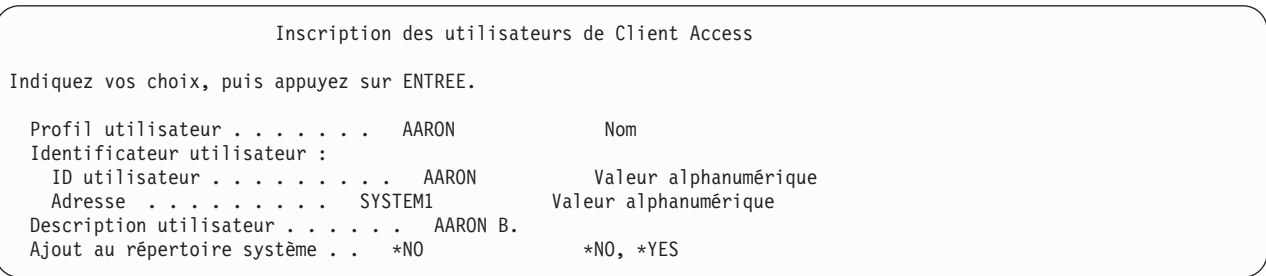 Inscription des utilisateurs de Client Access
Indiquez vos choix, puis appuyez sur ENTREE.
Profil utilisateur . . . . . . . AARON Nom
Identificateur utilisateur :
ID utilisateur . . . . . . . . . AARON Valeur alphanumérique
Adresse . . . . . . . . . SYSTEM1 Valeur alphanumérique
Description utilisateur . . . . . . AARON B.
Ajout au répertoire système . . *NO *NO, *YES